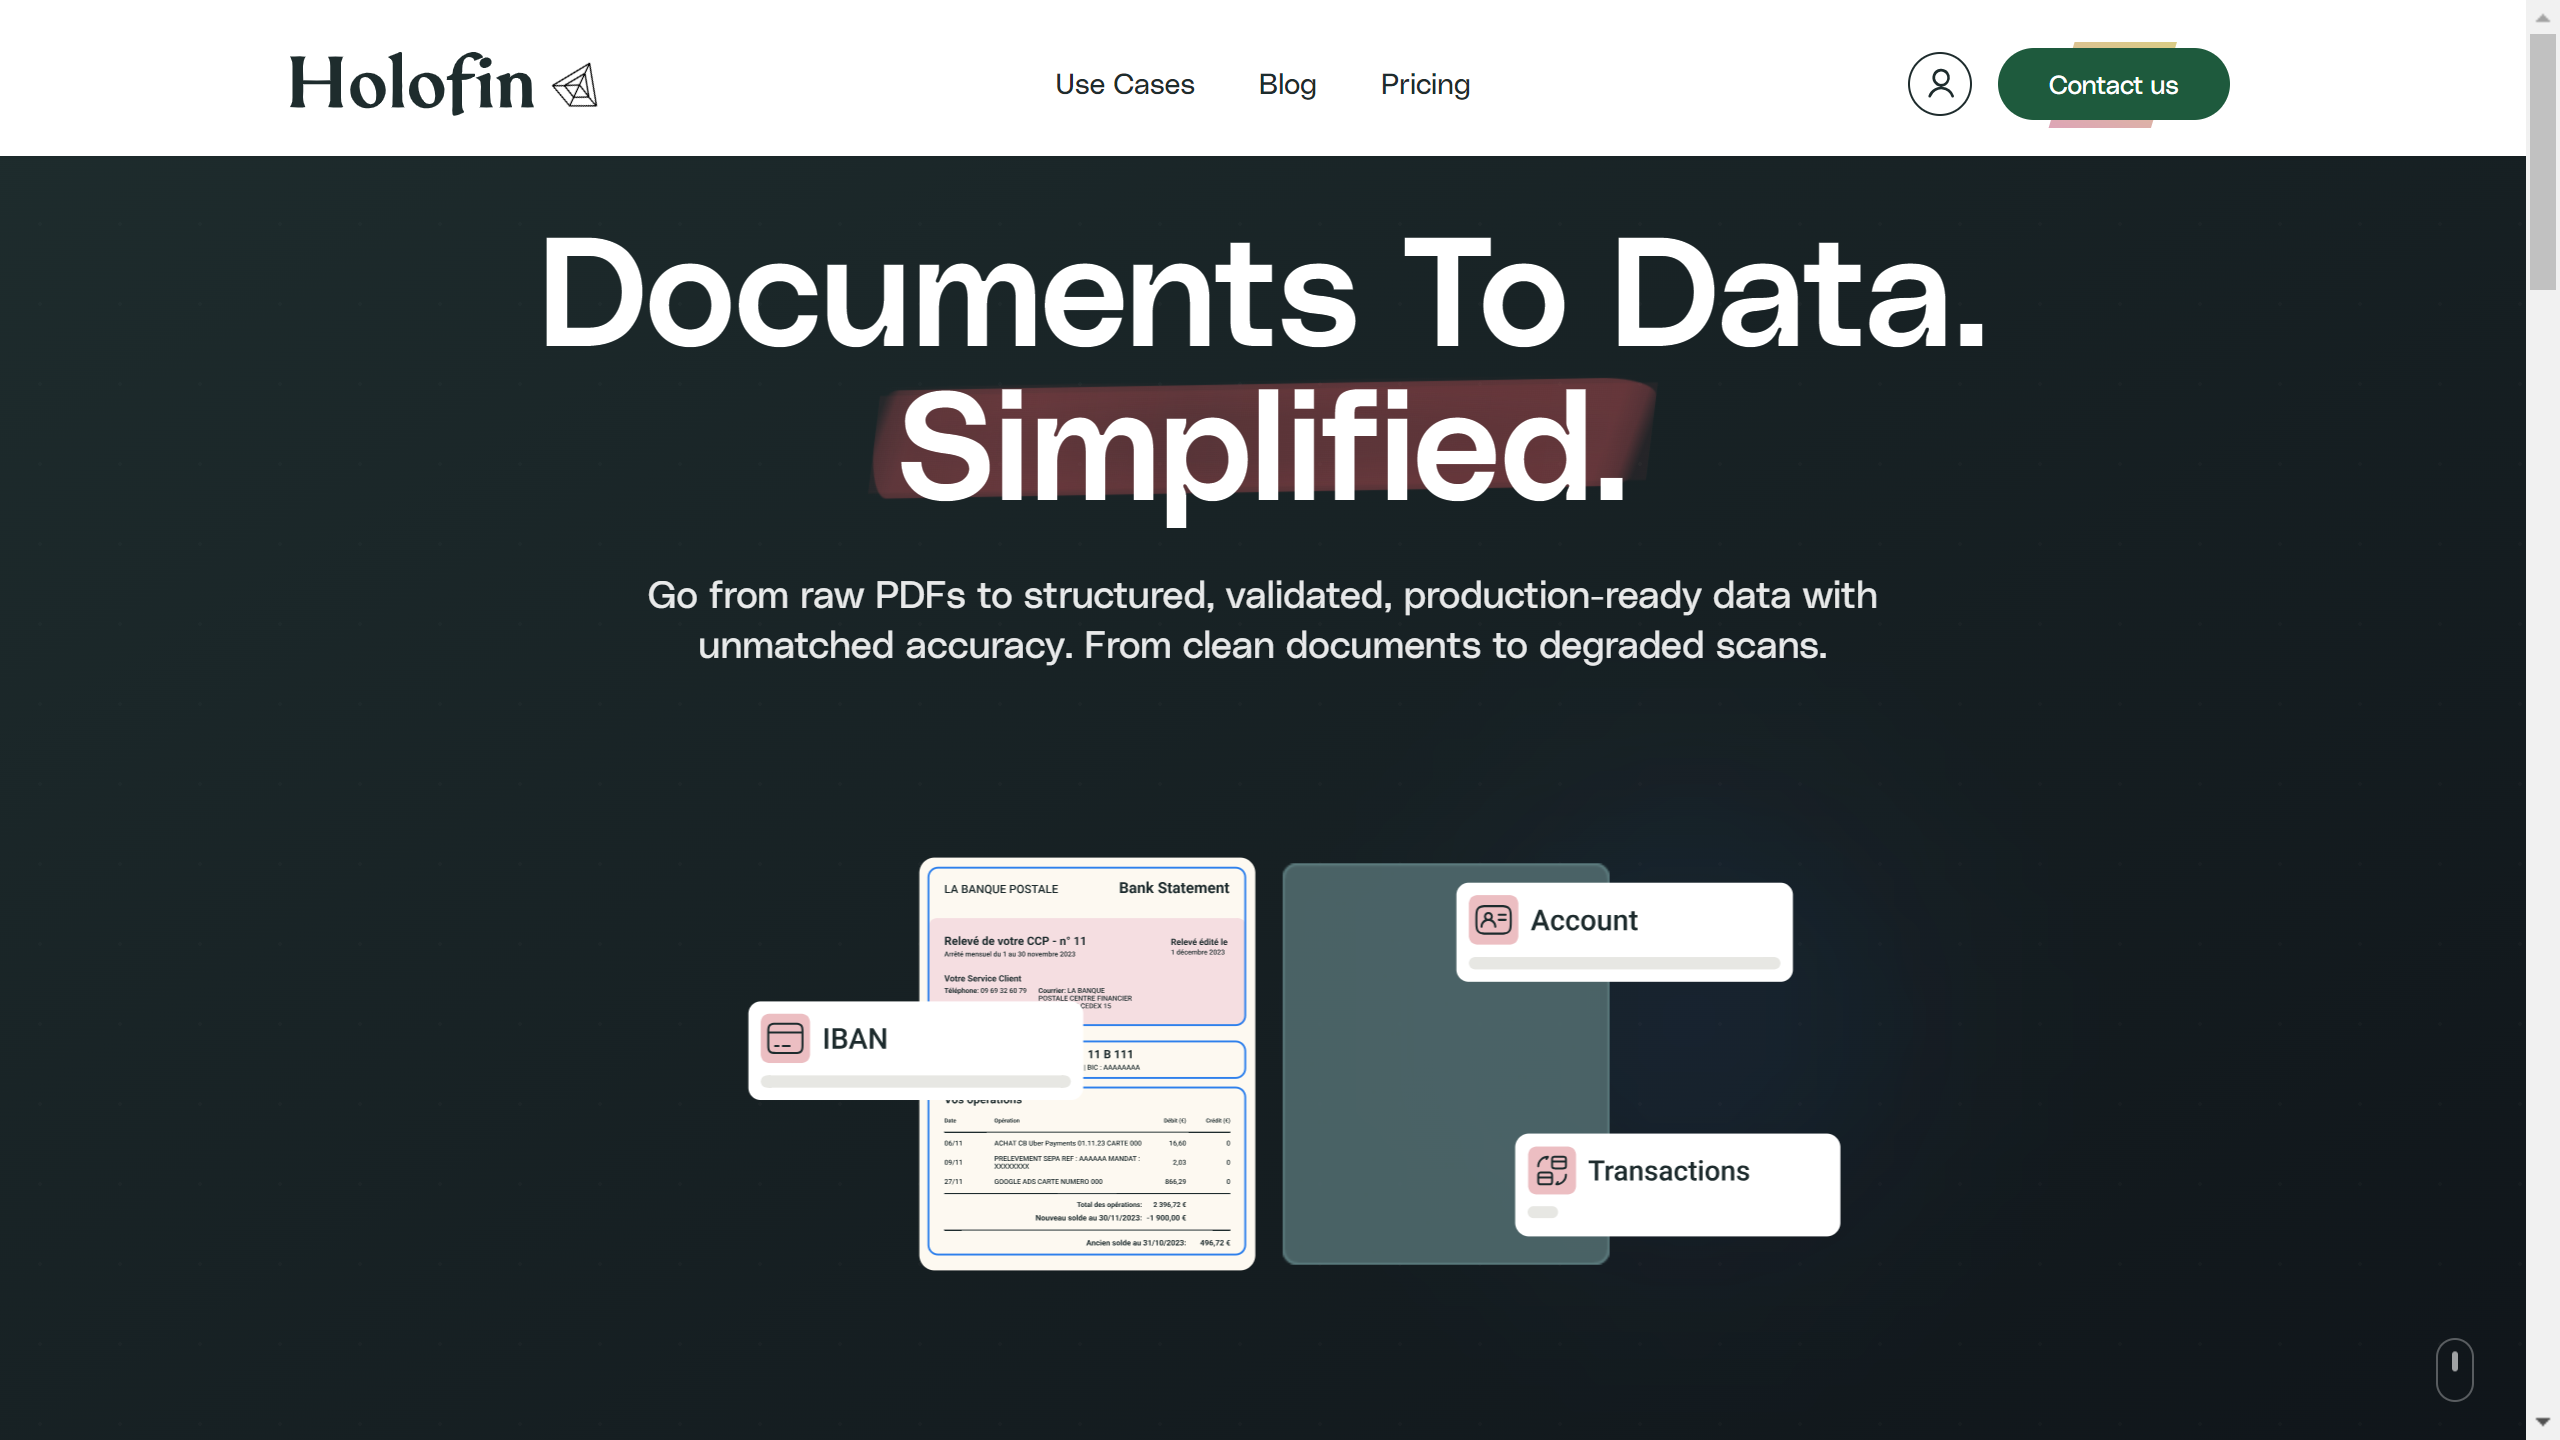 Holofin
Use Cases
Blog
Pricing
Contact us
Documents To Data.
Simplified.
Go from raw PDFs to structured, validated, production-ready data with
unmatched accuracy. From clean documents to degraded scans.
LA BANQUE POSTALE
Bank Statement
Relevé de votre CCP - n° 11
Arrêté mensuel du 1 au 30 novembre 2023
Relevé édité le
1 décembre 2023
Votre Service Client
Téléphone: 09 69 32 60 79
Courrier: LA BANQUE
POSTALE CENTRE FINANCIER
CEDEX 15
IBAN
11 B 111
BIC : AAAAAAAA
Vos opérations
Date Opération Débit (€) Crédit (€)
06/11 ACHAT CB Uber Payments 01.11.23 CARTE 000 16,60 0
09/11 PRELEVEMENT SEPA REF : AAAAAA MANDAT : 2,03 0
XXXXXXXX
27/11 GOOGLE ADS CARTE NUMERO 000 866,29 0
Total des opérations: 2 396,72 €
Nouveau solde au 30/11/2023: -1 900,00 €
Ancien solde au 31/10/2023: 496,72 €
Account
Transactions